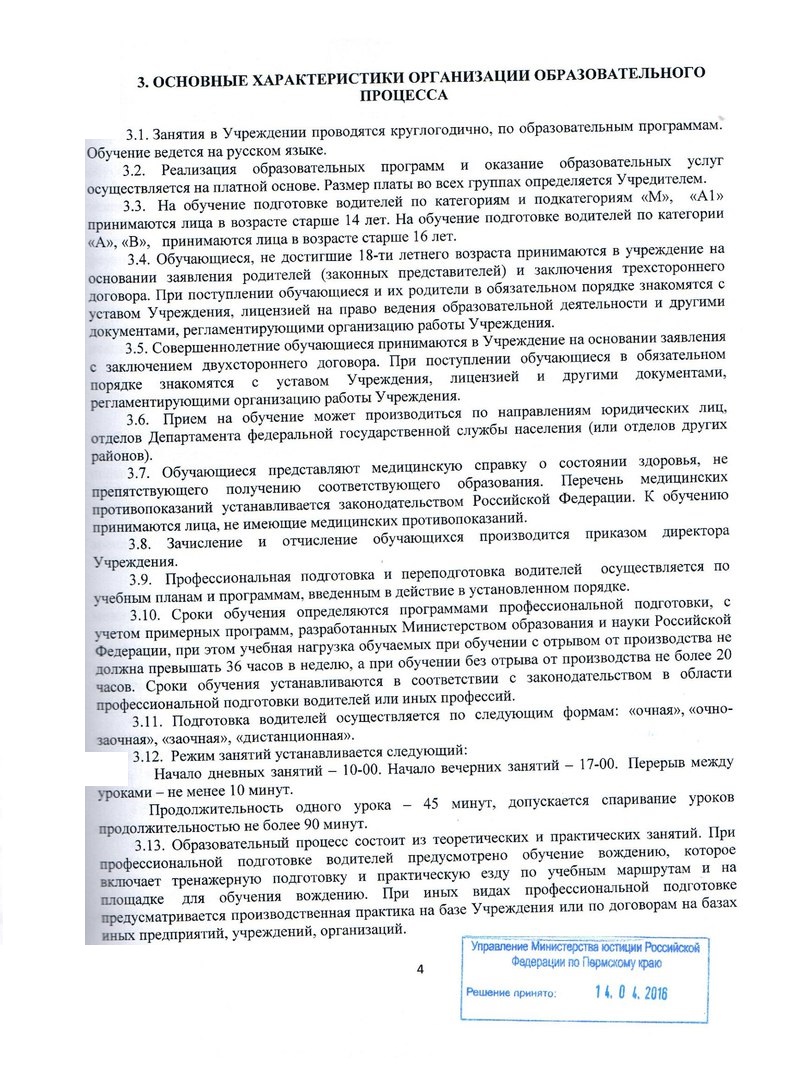 3. ОСНОВНЫЕ ХАРАКТЕРИСТИКИ ОРГАНИЗАЦИИ ОБРАЗОВАТЕЛЬНОГО
ПРОЦЕССА
3.1. Занятия в Учреждении проводятся круглогодично, по образовательным программам.
Обучение ведется на русском языке.
3.2. Реализация образовательных программ и оказание образовательных услуг
осуществляется на платной основе. Размер платы во всех группах определяется Учредителем.
3.3. На обучение подготовке водителей по категориям и подкатегориям «М», «А1»
принимаются лица в возрасте старше 14 лет. На обучение подготовке водителей по категории
«А», «В», принимаются лица в возрасте старше 16 лет.
3.4. Обучающиеся, не достигшие 18-ти летнего возраста принимаются в учреждение на
основании заявления родителей (законных представителей) и заключения трехстороннего
договора. При поступлении обучающиеся и их родители в обязательном порядке знакомятся с
уставом Учреждения, лицензией на право ведения образовательной деятельности и другими
документами, регламентирующими организацию работы Учреждения.
3.5. Совершеннолетние обучающиеся принимаются в Учреждение на основании заявления
с заключением двухстороннего договора. При поступлении обучающиеся в обязательном
порядке знакомятся с уставом Учреждения, лицензией и другими документами,
регламентирующими организацию работы Учреждения.
3.6. Прием на обучение может производиться по направлениям юридических лиц,
отделов Департамента федеральной государственной службы населения (или отделов других
районов).
3.7. Обучающиеся представляют медицинскую справку о состоянии здоровья, не
препятствующего получению соответствующего образования. Перечень медицинских
противопоказаний устанавливается законодательством Российской Федерации. К обучению
принимаются лица, не имеющие медицинских противопоказаний.
3.8. Зачисление и отчисление обучающихся производится приказом директора
Учреждения.
3.9. Профессиональная подготовка и переподготовка водителей осуществляется по
учебным планам и программам, введенным в действие в установленном порядке.
3.10. Сроки обучения определяются программами профессиональной подготовки, с
учетом примерных программ, разработанных Министерством образования и науки Российской
Федерации, при этом учебная нагрузка обучаемых при обучении с отрывом от производства не
должна превышать 36 часов в неделю, а при обучении без отрыва от производства не более 20
часов. Сроки обучения устанавливаются в соответствии с законодательством в области
профессиональной подготовки водителей или иных профессий.
3.11. Подготовка водителей осуществляется по следующим формам: «очная», «очно-
заочная», «заочная», «дистанционная».
3.12. Режим занятий устанавливается следующий:
Начало дневных занятий – 10-00. Начало вечерних занятий – 17-00. Перерыв между
уроками – не менее 10 минут.
Продолжительность одного урока – 45 минут, допускается спаривание уроков
продолжительностью не более 90 минут.
3.13. Образовательный процесс состоит из теоретических и практических занятий. При
профессиональной подготовке водителей предусмотрено обучение вождению, которое
включает тренажерную подготовку и практическую езду по учебным маршрутам и на
площадке для обучения вождению. При иных видах профессиональной подготовке
предусматривается производственная практика на базе Учреждения или по договорам на базах
иных предприятий, учреждений, организаций.
4
Управление Министерства юстиции Российской
Федерации по Пермскому краю
Решение принято: 14.04.2016